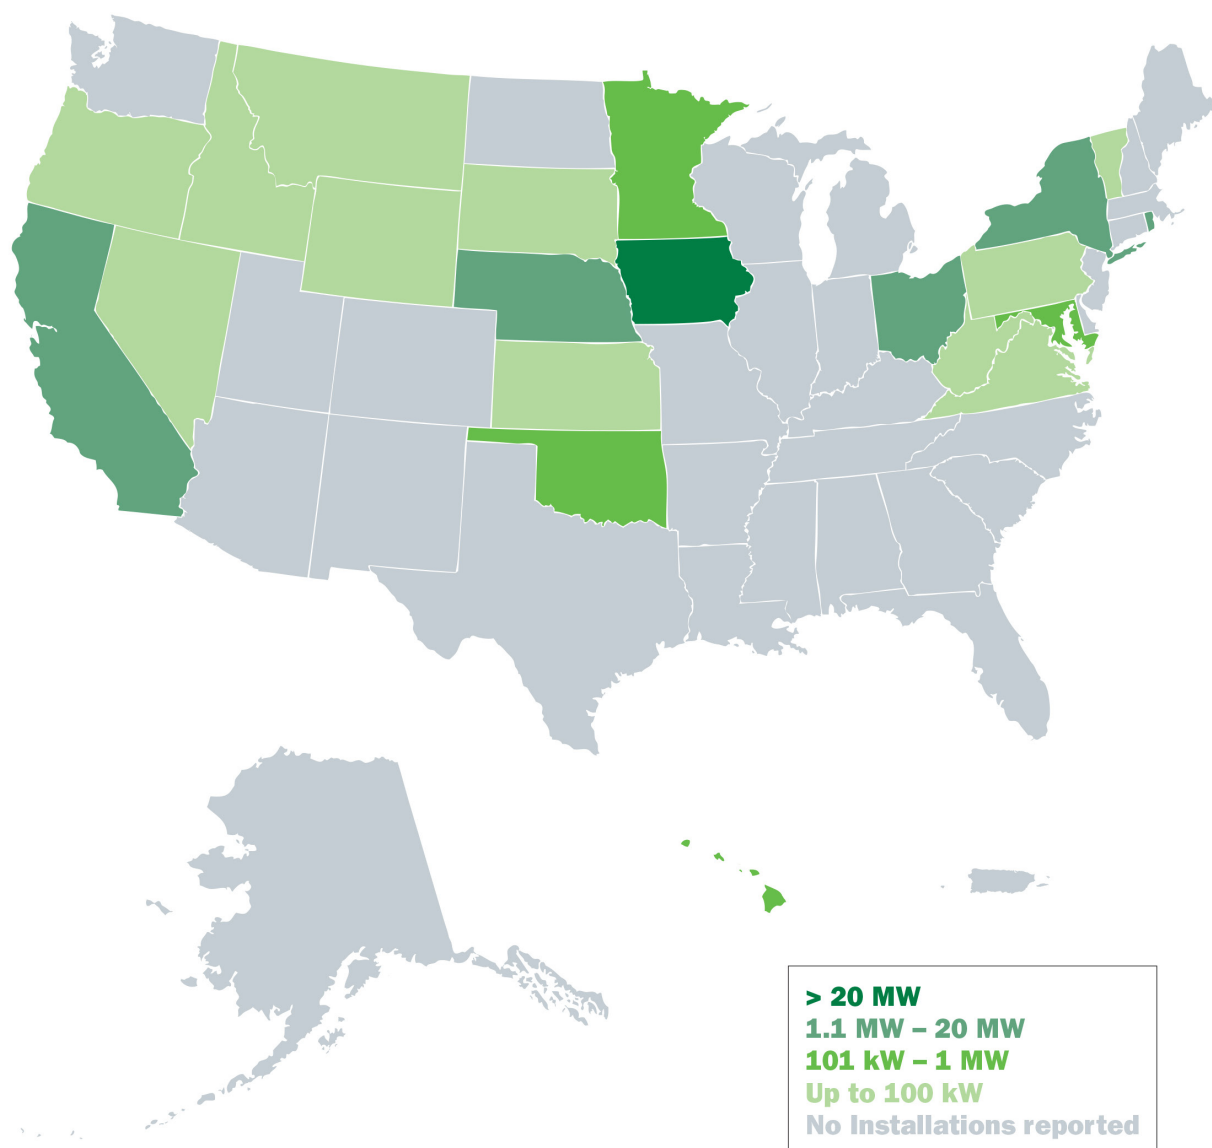 > 20 MW
1.1 MW – 20 MW
101 kW – 1 MW
Up to 100 kW
No Installations reported